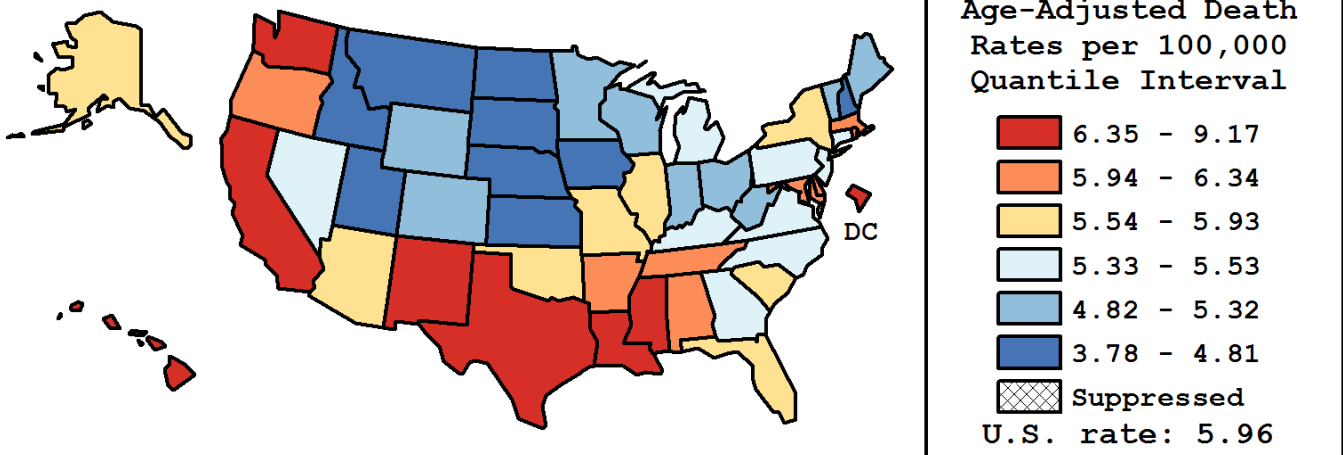 Age-Adjusted Death
Rates per 100,000
Quantile Interval
6.35 - 9.17
5.94 - 6.34
5.54 - 5.93
5.33 - 5.53
4.82 - 5.32
3.78 - 4.81
Suppressed
U.S. rate: 5.96
DC